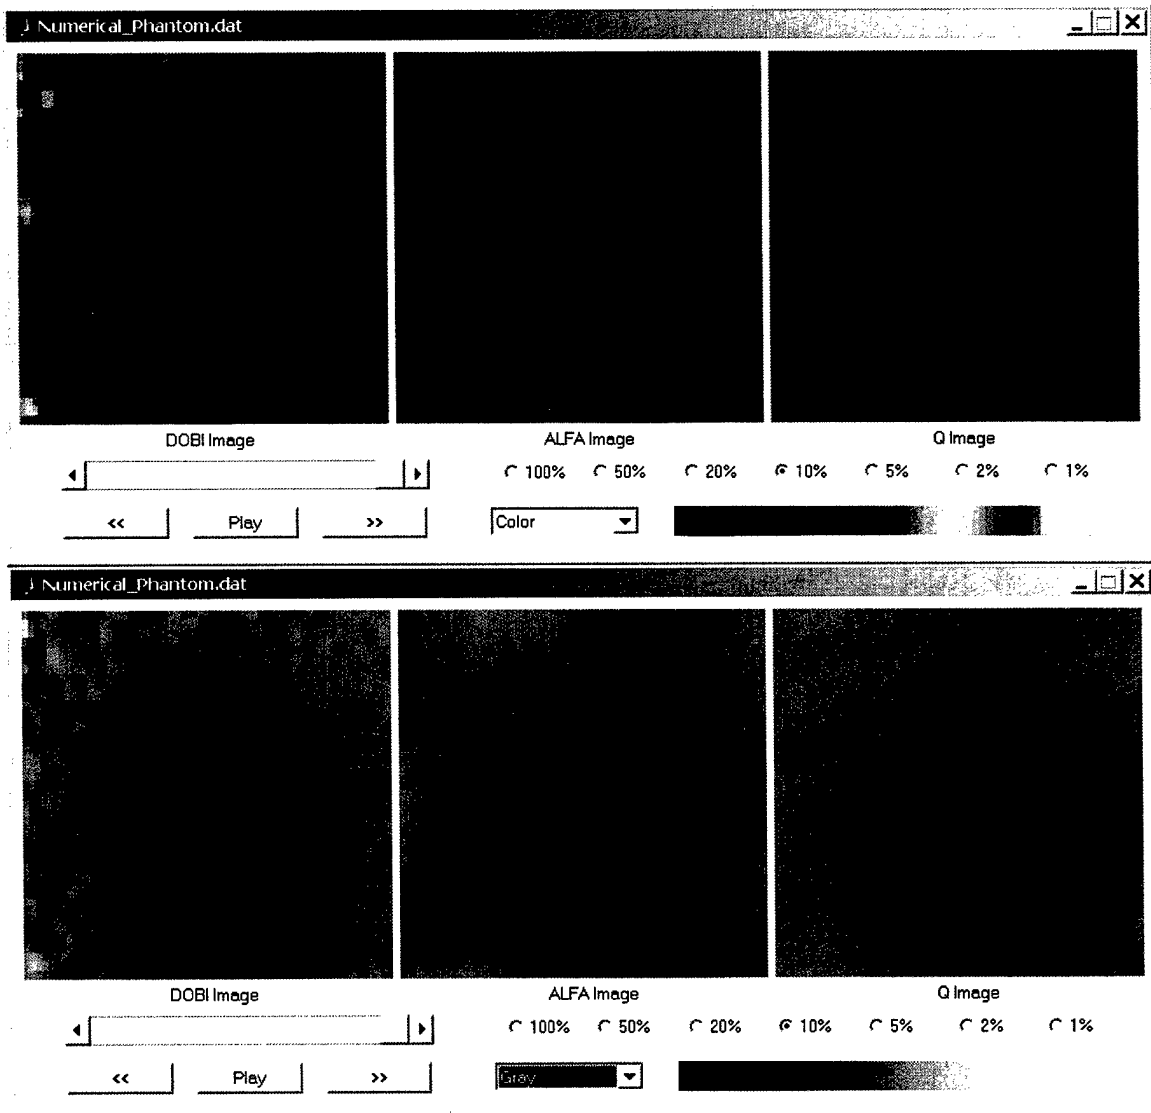 Numerical_Phantom.dat
DOBI Image ALFA Image Q Image
100% 50% 20% 10% 5% 2% 1%
<< Play >> Color
Numerical_Phantom.dat
DOBI Image ALFA Image Q Image
100% 50% 20% 10% 5% 2% 1%
<< Play >> Gray